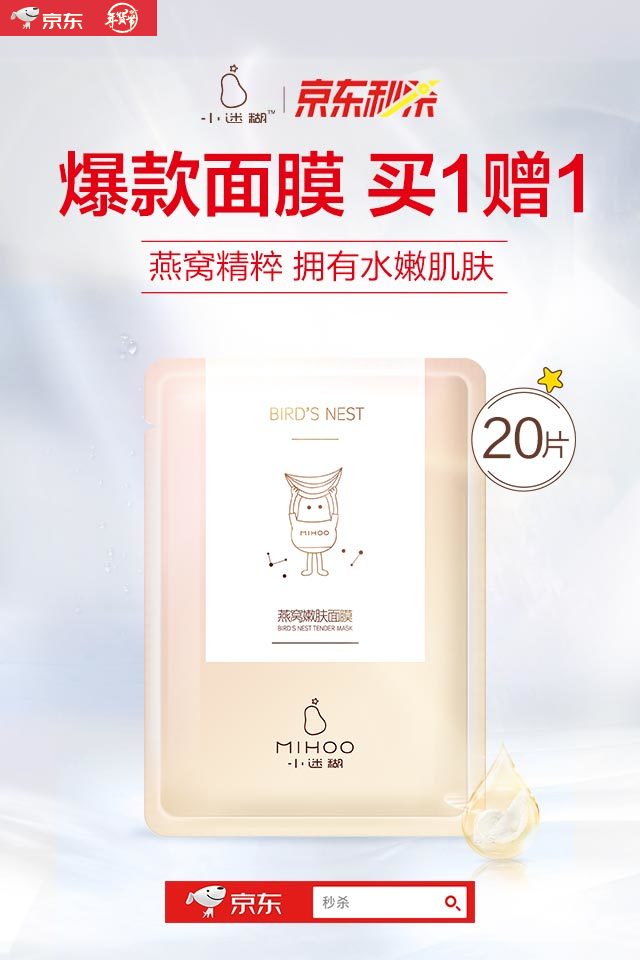 京东 年货节
小迷糊™ 京东秒杀
爆款面膜 买1赠1
燕窝精粹 拥有水嫩肌肤
BIRD'S NEST
20片
MIHOO
燕窝嫩肤面膜
BIRD'S NEST TENDER MASK
MIHOO
小迷糊
京东 秒杀